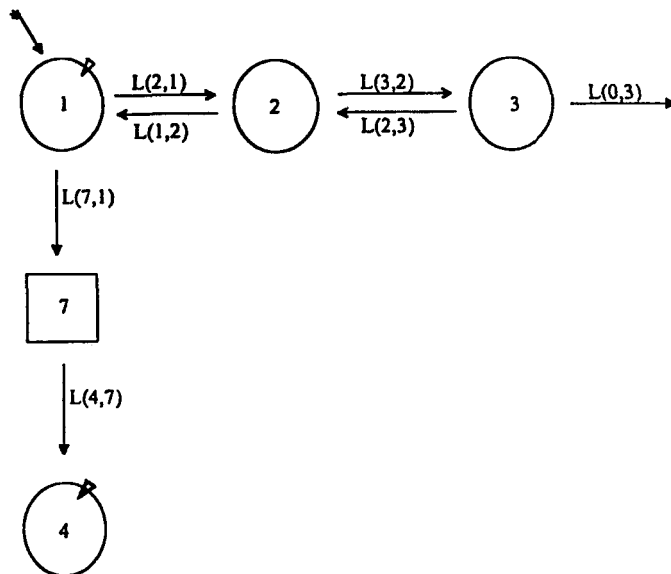 *
L(2,1)
L(3,2)
L(0,3)
1
2
3
L(1,2)
L(2,3)
L(7,1)
7
L(4,7)
4